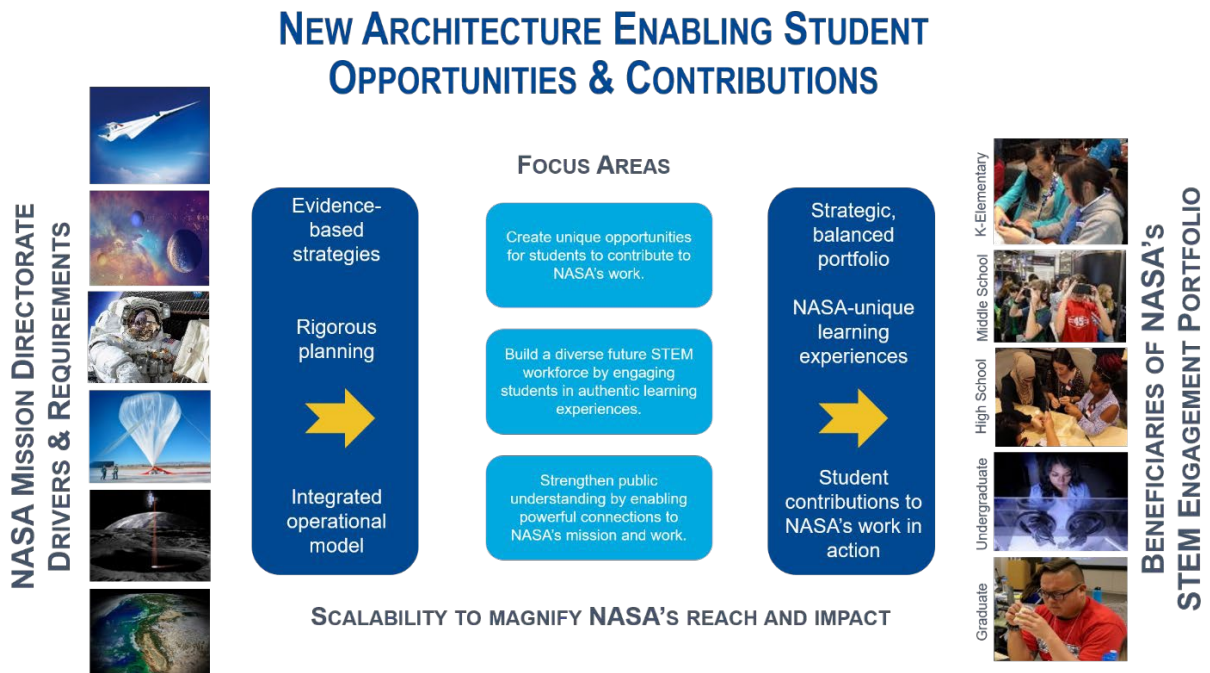 NEW ARCHITECTURE ENABLING STUDENT
OPPORTUNITIES & CONTRIBUTIONS
NASA MISSION DIRECTORATE
DRIVERS & REQUIREMENTS
Evidence-
based
strategies
Rigorous
planning
Integrated
operational
model
FOCUS AREAS
Create unique opportunities
for students to contribute to
NASA's work.
Build a diverse future STEM
workforce by engaging
students in authentic learning
experiences.
Strengthen public
understanding by enabling
powerful connections to
NASA's mission and work.
Strategic,
balanced
portfolio
NASA-unique
learning
experiences
Student
contributions to
NASA's work in
action
K-Elementary
Middle School
High School
Undergraduate
Graduate
BENEFICIARIES OF NASA's
STEM ENGAGEMENT PORTFOLIO
SCALABILITY TO MAGNIFY NASA'S REACH AND IMPACT